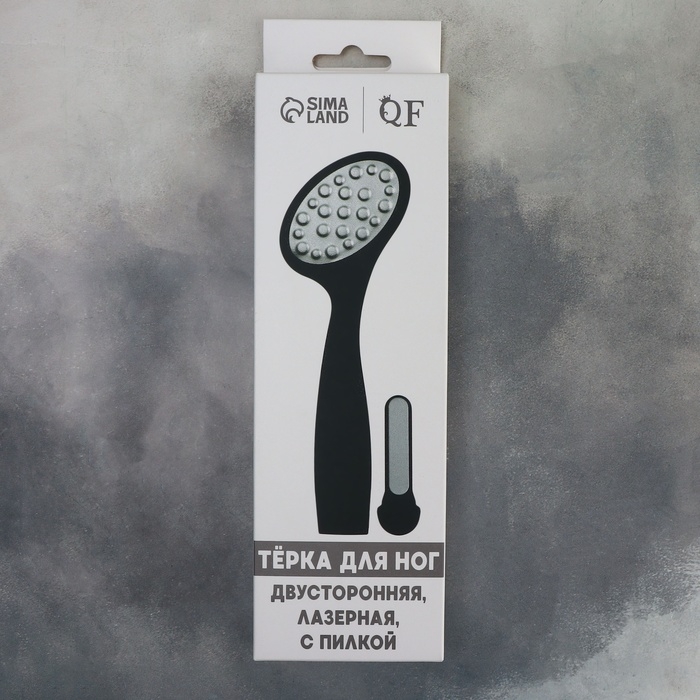 SIMA QF
LAND
ТЁРКА ДЛЯ НОГ
ДВУСТОРОННЯЯ,
ЛАЗЕРНАЯ,
С ПИЛКОЙ